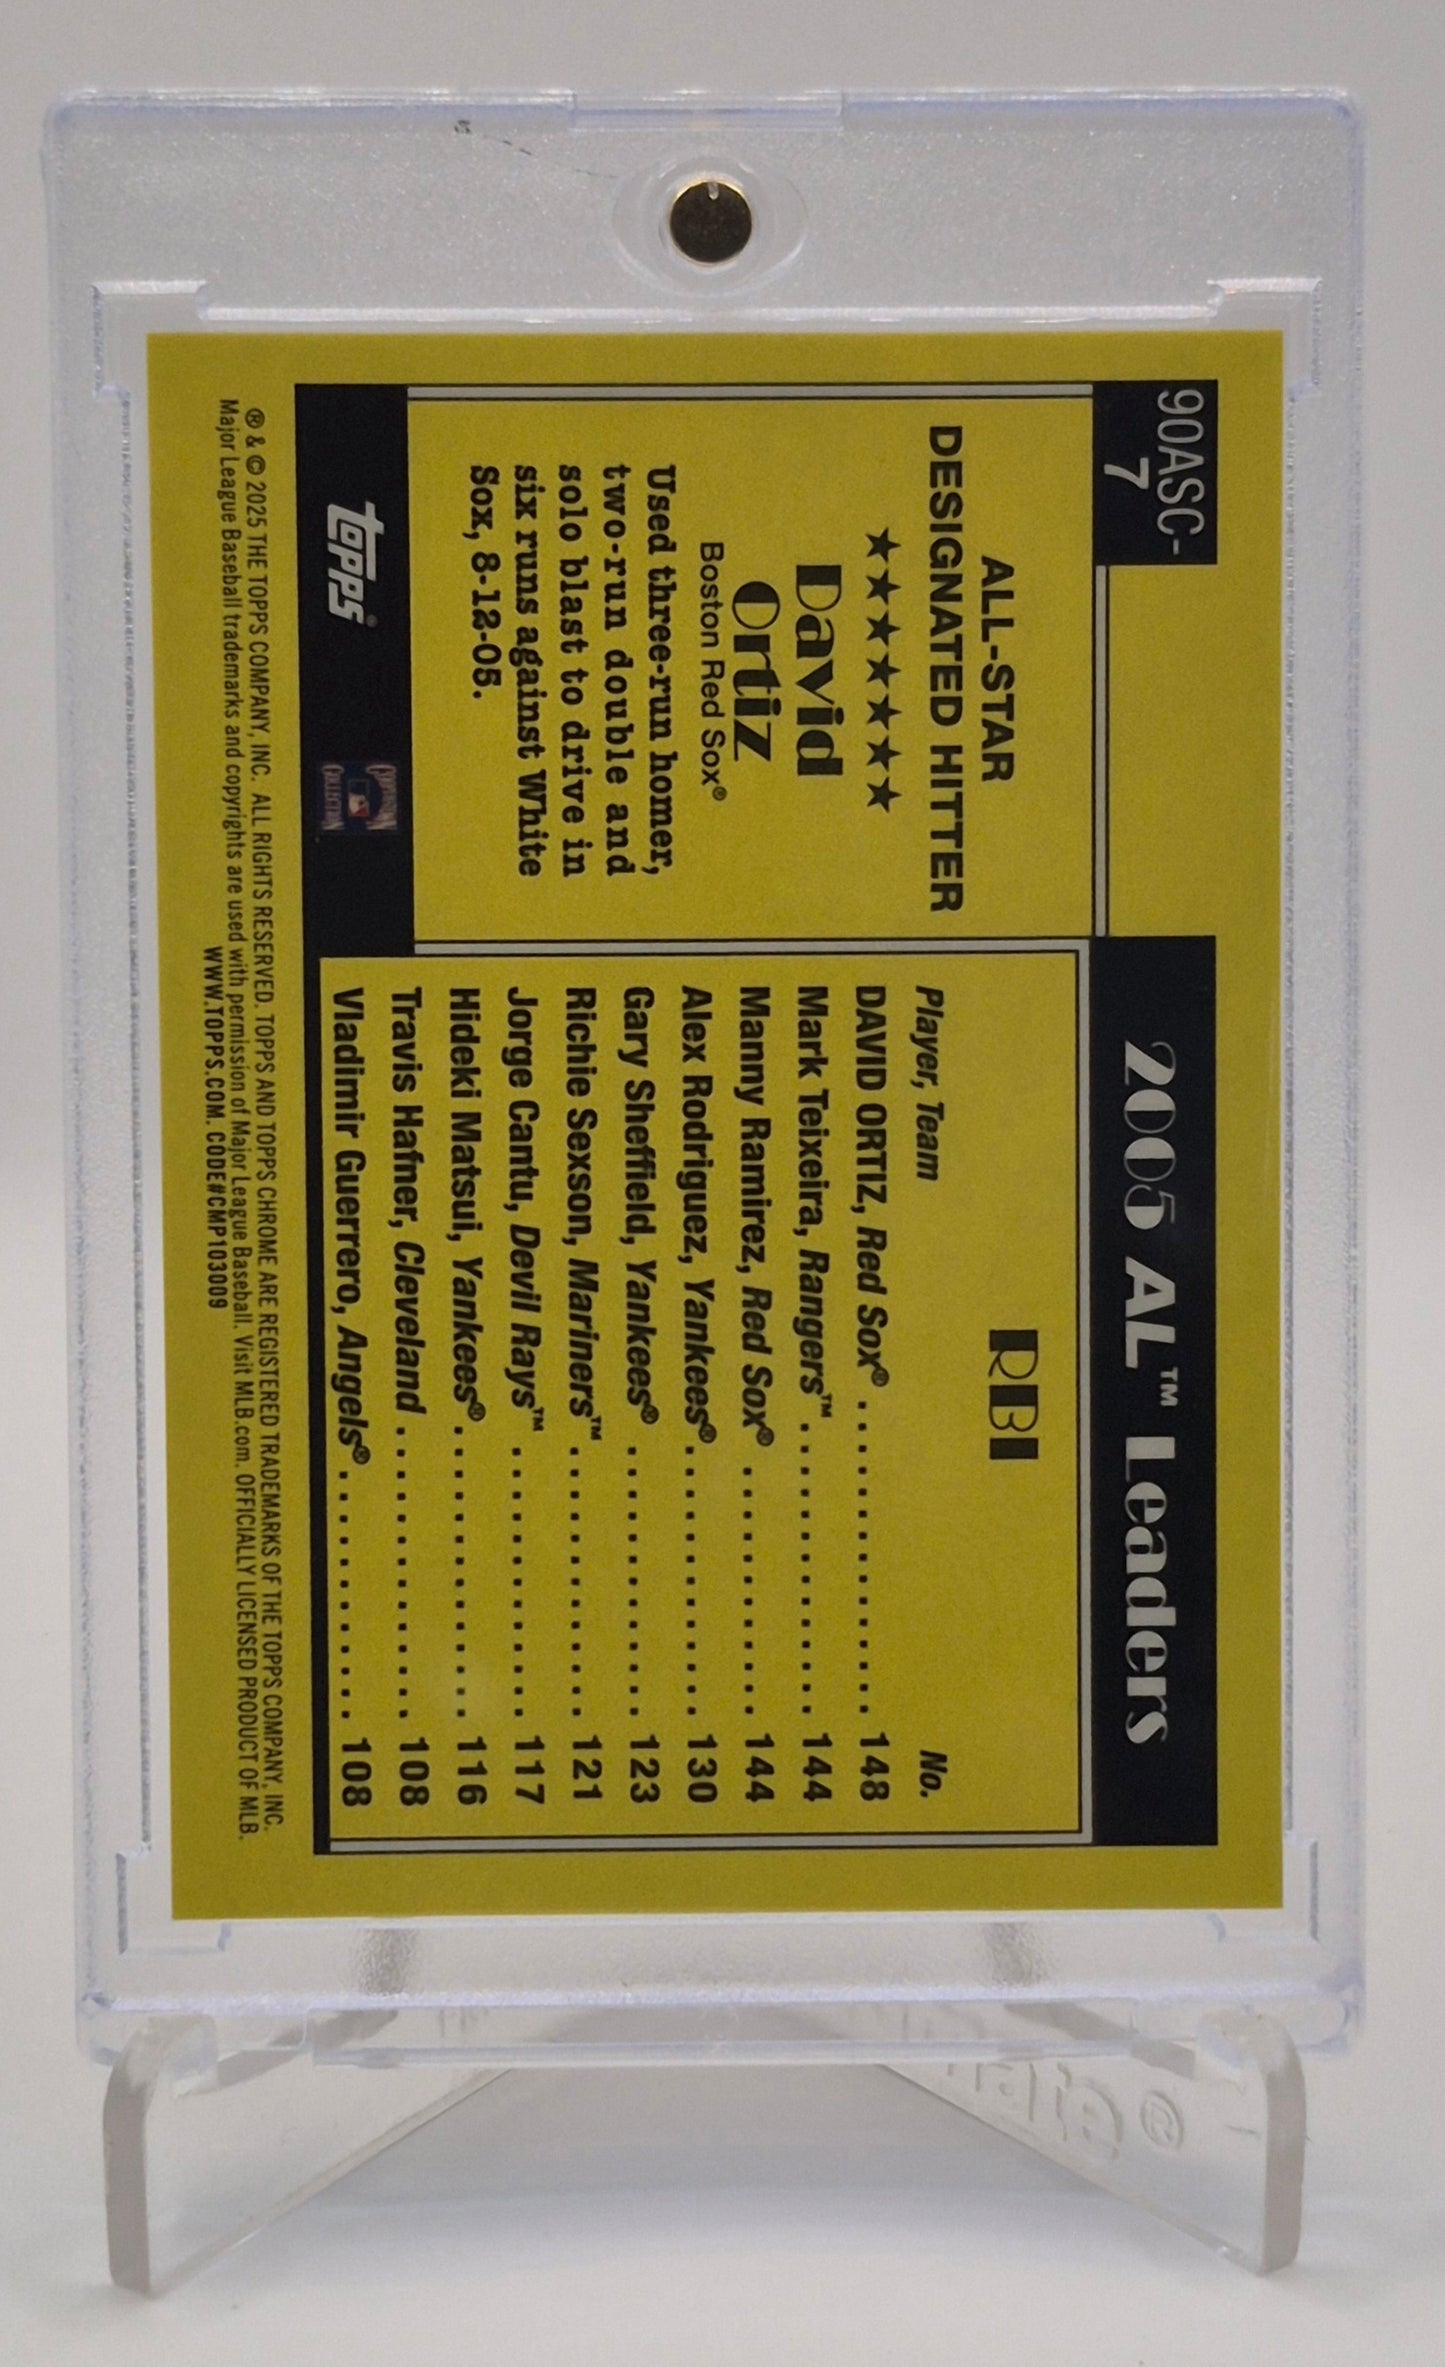 90ASC-
7
ALL-STAR
DESIGNATED HITTER
★★★★★★★
David
Ortiz
Boston Red Sox®
Used three-run homer,
two-run double and
solo blast to drive in
six runs against White
Sox, 8-12-05.
topps®
2005 AL™ Leaders
RBI
Player, Team No.
DAVID ORTIZ, Red Sox® . . . . . . . . . . . . 148
Mark Teixeira, Rangers™ . . . . . . . . . . . 144
Manny Ramirez, Red Sox® . . . . . . . . . . 144
Alex Rodriguez, Yankees® . . . . . . . . . . . 130
Gary Sheffield, Yankees® . . . . . . . . . . . 123
Richie Sexson, Mariners™ . . . . . . . . . . . 121
Jorge Cantu, Devil Rays™ . . . . . . . . . . . 117
Hideki Matsui, Yankees® . . . . . . . . . . . . 116
Travis Hafner, Cleveland . . . . . . . . . . . . 108
Vladimir Guerrero, Angels® . . . . . . . . . . 108
® & © 2025 THE TOPPS COMPANY, INC. ALL RIGHTS RESERVED. TOPPS AND TOPPS CHROME ARE REGISTERED TRADEMARKS OF THE TOPPS COMPANY, INC.
Major League Baseball trademarks and copyrights are used with permission of Major League Baseball. Visit MLB.com. OFFICIALLY LICENSED PRODUCT OF MLB.
WWW.TOPPS.COM. CODE#CMP103009